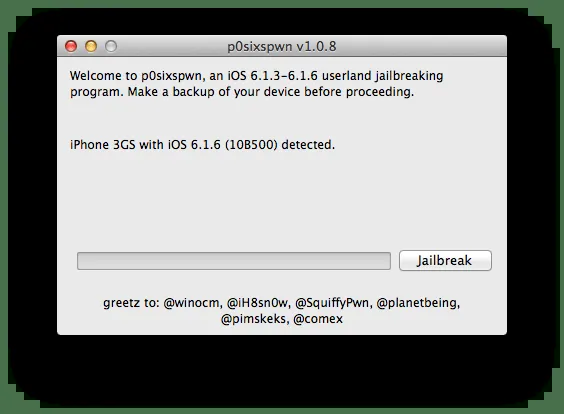 p0sixspwn v1.0.8
Welcome to p0sixspwn, an iOS 6.1.3-6.1.6 userland jailbreaking
program. Make a backup of your device before proceeding.
iPhone 3GS with iOS 6.1.6 (10B500) detected.
Jailbreak
greetz to: @winocm, @iH8sn0w, @SquiffyPwn, @planetbeing,
@pimskeks, @comex